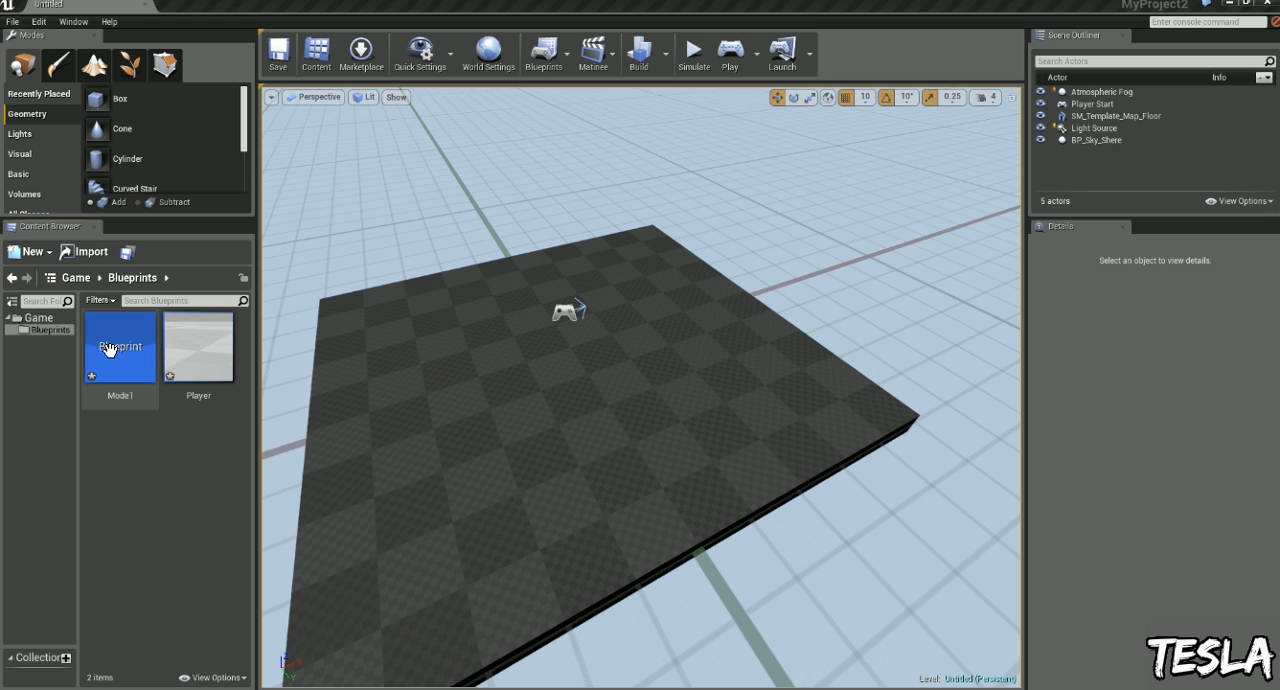 Untitled
MyProject2
File Edit Window Help
Enter console command
Modes
Save Content Marketplace Quick Settings World Settings Blueprints Matinee Build Simulate Play Launch
Scene Outliner
Search Actors
Actor Info
Atmospheric Fog
Player Start
SM_Template_Map_Floor
Light Source
BP_Sky_Shere
5 actors View Options
Recently Placed
Geometry
Lights
Visual
Basic
Volumes
Box
Cone
Cylinder
Curved Stair
Add Subtract
Perspective Lit Show
10 10° 0.25 4
Content Browser
New Import
Game Blueprints
Filters Search Blueprints
Game
Blueprints
Mode1 Player
Collection
2 items View Options
Details
Select an object to view details.
Level: Untitled (Persistent)
TESLA